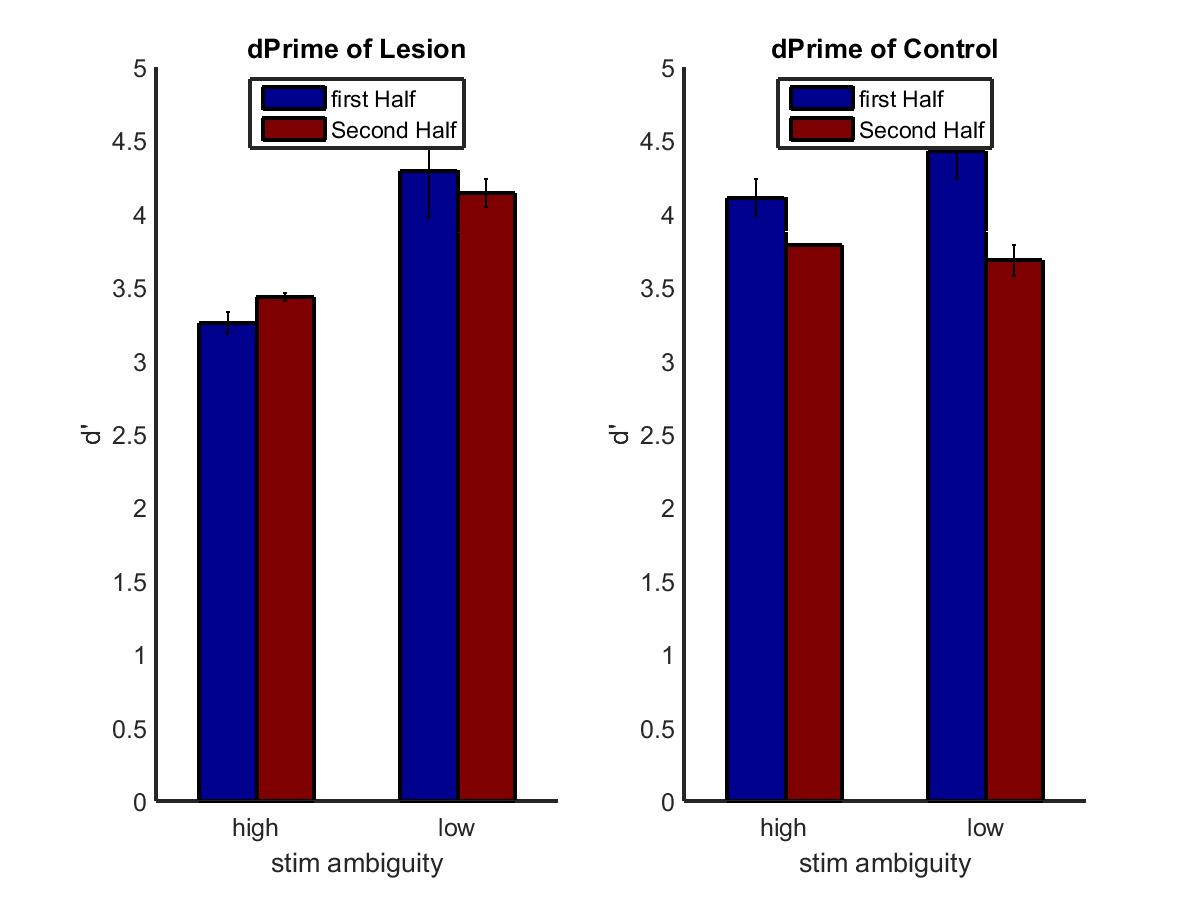 dPrime of Lesion
first Half
Second Half
5
4.5
4
3.5
3
2.5
2
1.5
1
0.5
0
d'
high low
stim ambiguity
dPrime of Control
first Half
Second Half
5
4.5
4
3.5
3
2.5
2
1.5
1
0.5
0
d'
high low
stim ambiguity